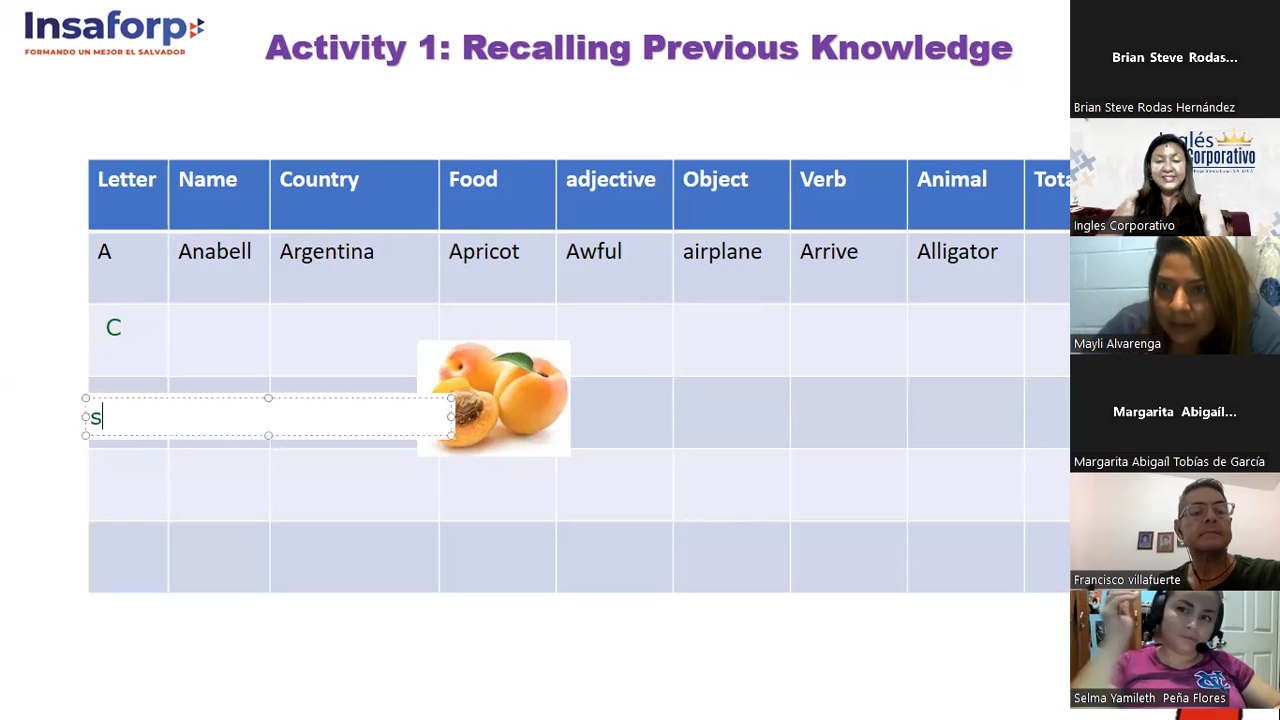 Insaforp
FORMANDO UN MEJOR EL SALVADOR
Activity 1: Recalling Previous Knowledge
Letter Name Country Food adjective Object Verb Animal
A Anabell Argentina Apricot Awful airplane Arrive Alligator
C
s
Brian Steve Rodas...
Brian Steve Rodas Hernández
Inglés
Corporativo
Ingles Corporativo
Mayli Alvarenga
Margarita Abigaíl...
Margarita Abigaíl Tobías de García
Francisco villafuerte
Selma Yamileth Peña Flores